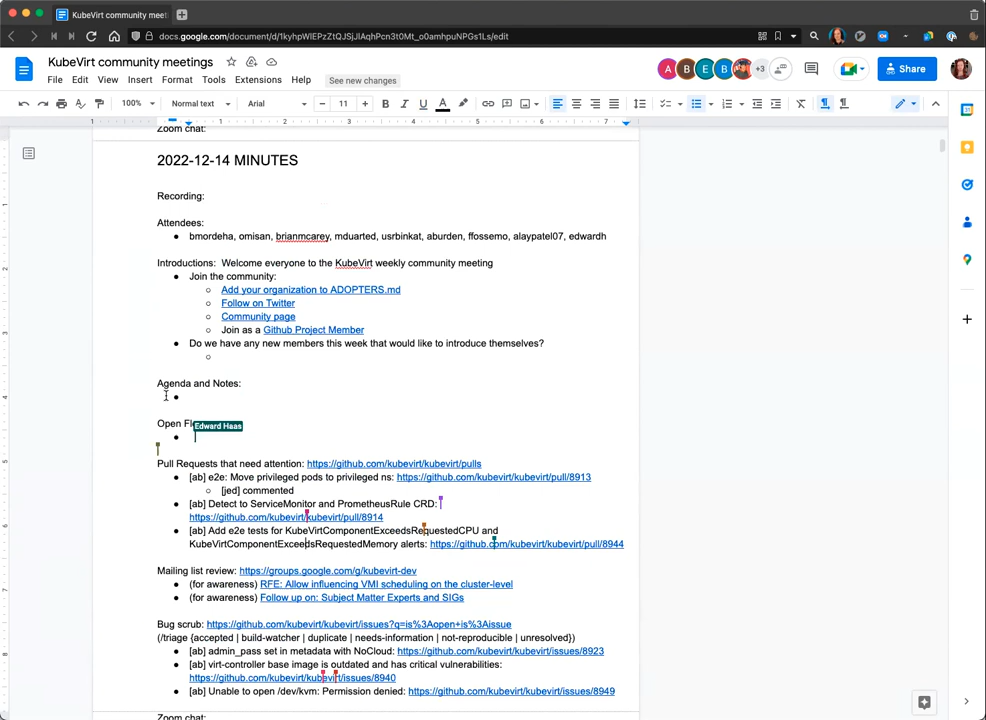 KubeVirt community meet
docs.google.com/document/d/1kyhpWIEPzZtQJSjJIAqhPcn3t0Mt_o0amhpuNPGs1Ls/edit
KubeVirt community meetings
A B E B +3 Share
File Edit View Insert Format Tools Extensions Help See new changes
100% Normal text Arial 11 B I U A
1 1 2 3 4 5 6 7
Zoom chat:
2022-12-14 MINUTES
Recording:
Attendees:
bmordeha, omisan, brianmcarey, mduarted, usrbinkat, aburden, ffossemo, alaypatel07, edwardh
Introductions: Welcome everyone to the KubeVirt weekly community meeting
Join the community:
Add your organization to ADOPTERS.md
Follow on Twitter
Community page
Join as a Github Project Member
Do we have any new members this week that would like to introduce themselves?
Agenda and Notes:
Open Fl
Edward Haas
Pull Requests that need attention: https://github.com/kubevirt/kubevirt/pulls
[ab] e2e: Move privileged pods to privileged ns: https://github.com/kubevirt/kubevirt/pull/8913
[jed] commented
[ab] Detect to ServiceMonitor and PrometheusRule CRD:
https://github.com/kubevirt/kubevirt/pull/8914
[ab] Add e2e tests for KubeVirtComponentExceedsRequestedCPU and
KubeVirtComponentExceedsRequestedMemory alerts: https://github.com/kubevirt/kubevirt/pull/8944
Mailing list review: https://groups.google.com/g/kubevirt-dev
(for awareness) RFE: Allow influencing VMI scheduling on the cluster-level
(for awareness) Follow up on: Subject Matter Experts and SIGs
Bug scrub: https://github.com/kubevirt/kubevirt/issues?q=is%3Aopen+is%3Aissue
(/triage {accepted | build-watcher | duplicate | needs-information | not-reproducible | unresolved})
[ab] admin_pass set in metadata with NoCloud: https://github.com/kubevirt/kubevirt/issues/8923
[ab] virt-controller base image is outdated and has critical vulnerabilities:
https://github.com/kubevirt/kubevirt/issues/8940
[ab] Unable to open /dev/kvm: Permission denied: https://github.com/kubevirt/kubevirt/issues/8949
Zoom chat: